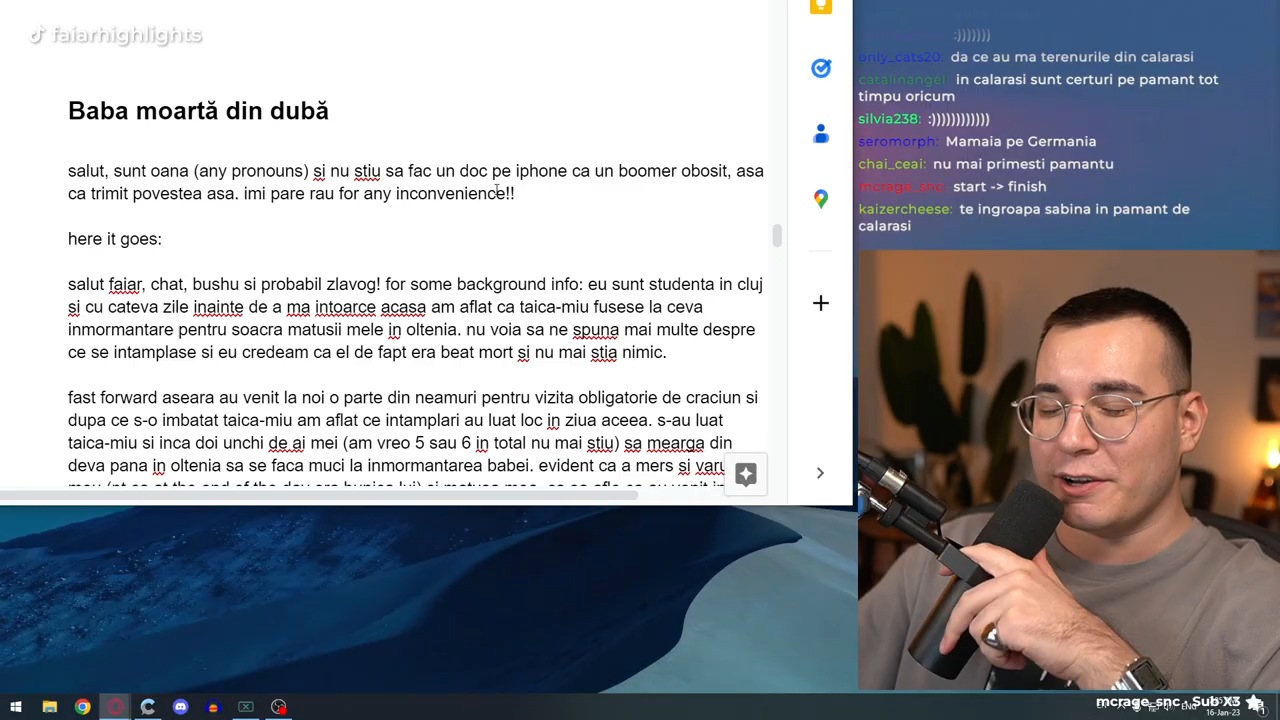 faiarhighlights
Baba moartă din dubă
salut, sunt oana (any pronouns) si nu stiu sa fac un doc pe iphone ca un boomer obosit, asa
ca trimit povestea asa. imi pare rau for any inconvenience!!
here it goes:
salut faiar, chat, bushu si probabil zlavog! for some background info: eu sunt studenta in cluj
si cu cateva zile inainte de a ma intoarce acasa am aflat ca taica-miu fusese la ceva
inmormantare pentru soacra matusii mele in oltenia. nu voia sa ne spuna mai multe despre
ce se intamplase si eu credeam ca el de fapt era beat mort si nu mai stia nimic.
fast forward aseara au venit la noi o parte din neamuri pentru vizita obligatorie de craciun si
dupa ce s-o imbatat taica-miu am aflat ce intamplari au luat loc in ziua aceea. s-au luat
taica-miu si inca doi unchi de ai mei (am vreo 5 sau 6 in total nu mai stiu) sa mearga din
deva pana in oltenia sa se faca muci la inmormantarea babei. evident ca a mers si
:)))))))
only_cats20: da ce au ma terenurile din calarasi
catalinangel: in calarasi sunt certuri pe pamant tot
timpu oricum
silvia238: :))))))))))))
seromorph: Mamaia pe Germania
chai_ceai: nu mai primesti pamantu
mcrage_snc: start -> finish
kaizercheese: te ingroapa sabina in pamant de
calarasi
mcrage_snc Sub X3
ENG
16-Jan-23